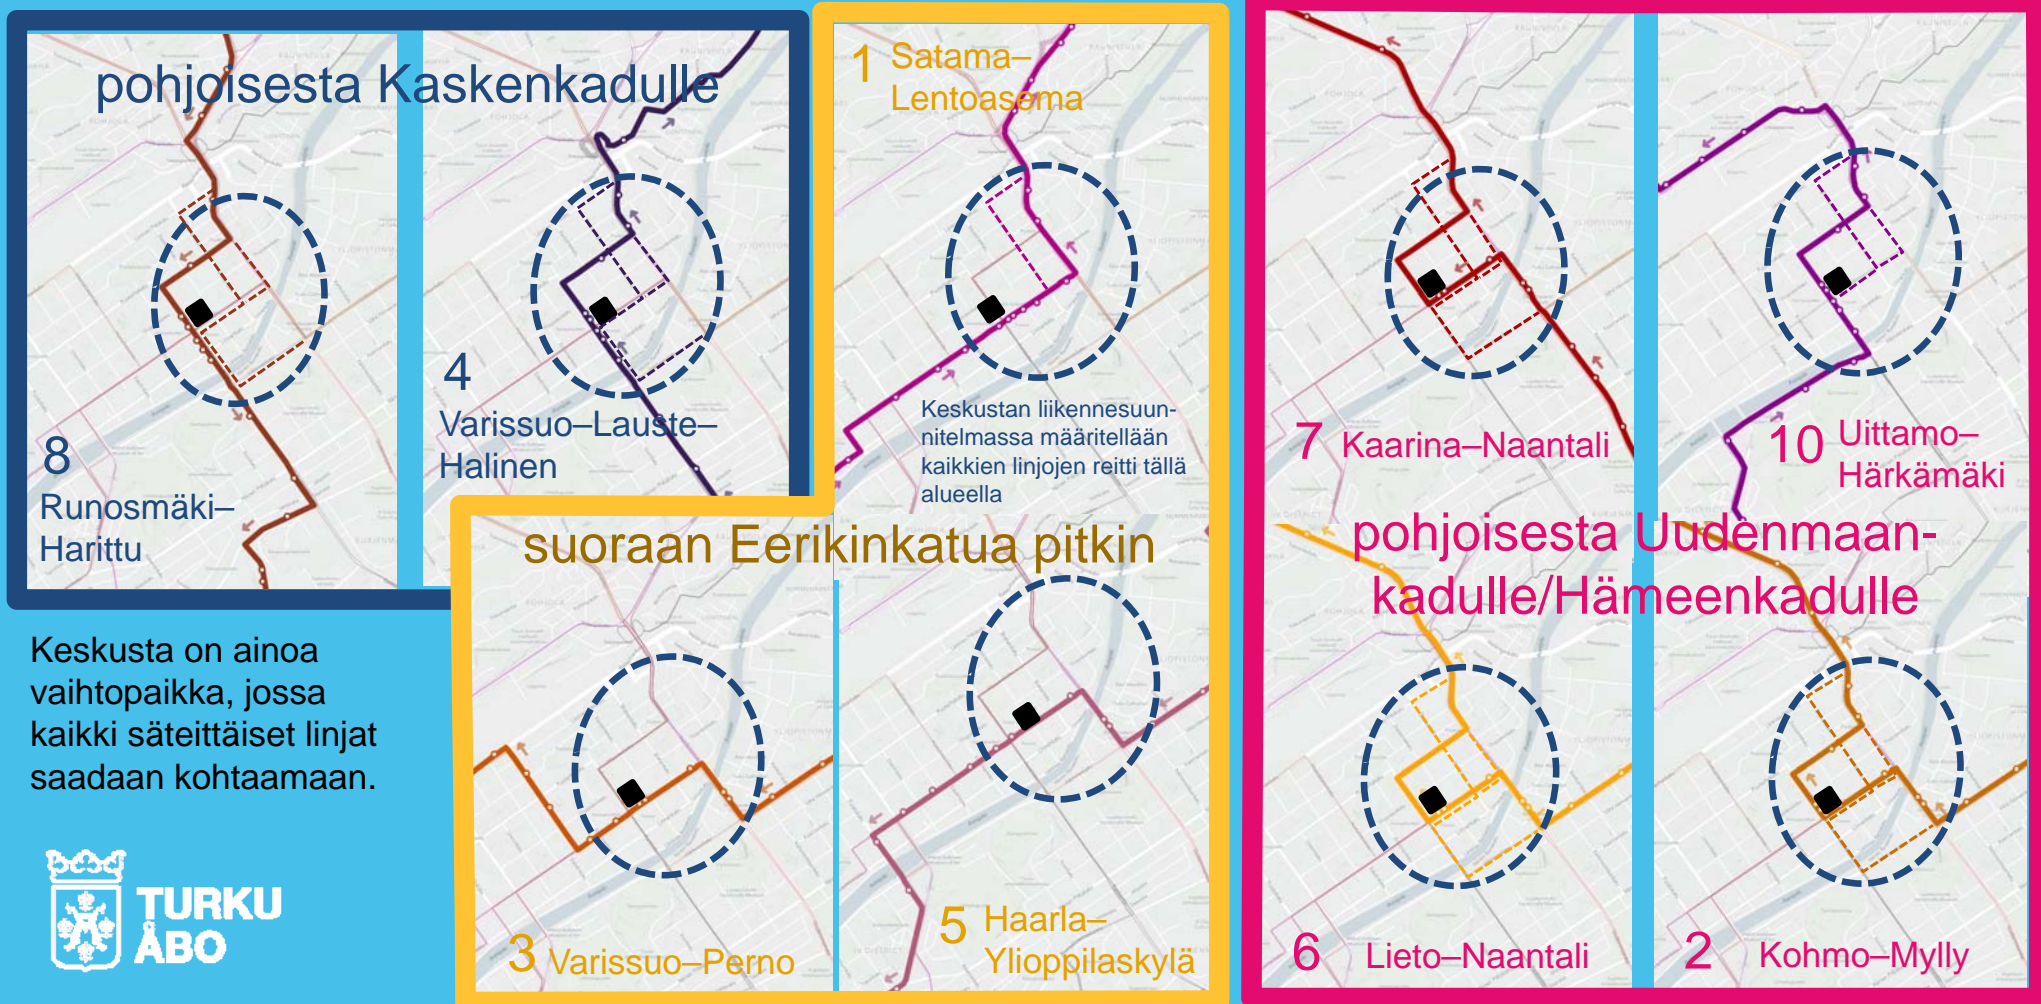 pohjoisesta Kaskenkadulle
8
Runosmäki–
Harittu
4
Varissuo–Lauste–
Halinen
1 Satama–
Lentoasema
Keskustan liikennesuun-
nitelmassa määritellään
kaikkien linjojen reitti tällä
alueella
suoraan Eerikinkatua pitkin
3 Varissuo–Perno
5 Haarla–
Ylioppilaskylä
7 Kaarina–Naantali
10 Uittamo–
Härkämäki
pohjoisesta Uudenmaan-
kadulle/Hämeenkadulle
6 Lieto–Naantali
2 Kohmo–Mylly
Keskusta on ainoa
vaihtopaikka, jossa
kaikki säteittäiset linjat
saadaan kohtaamaan.
TURKU
ÅBO